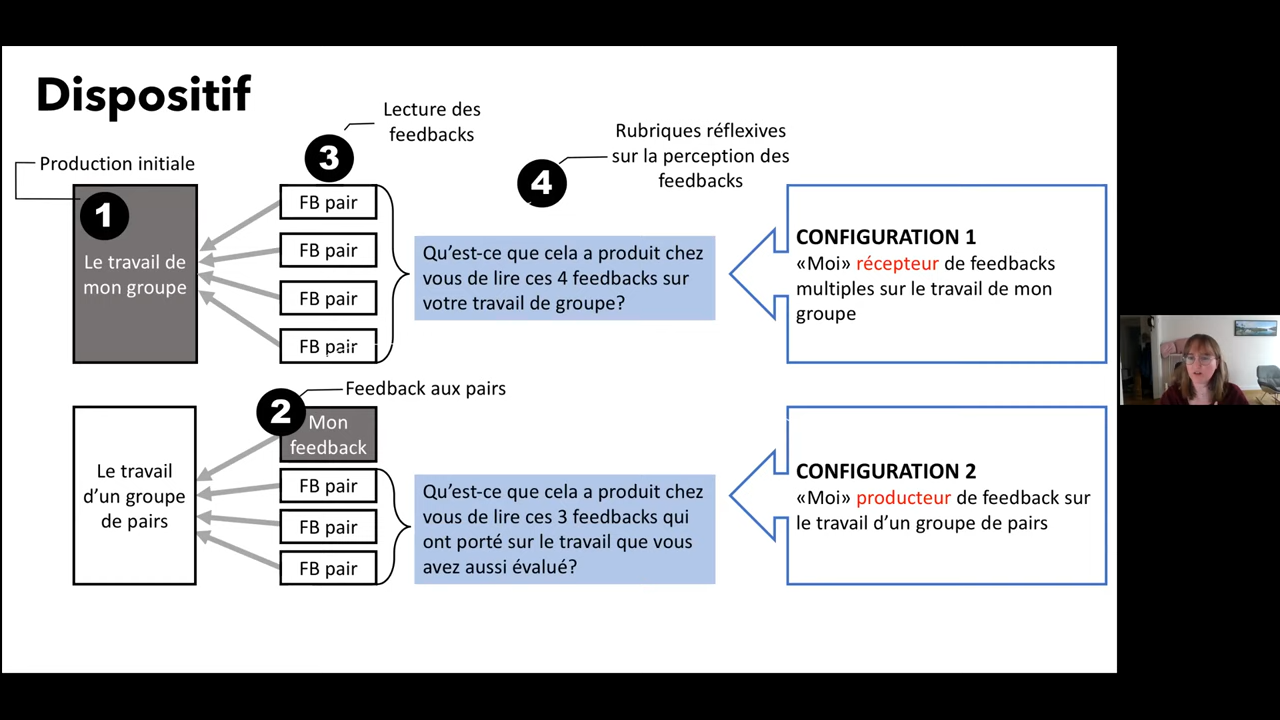 Dispositif
Production initiale
1
Le travail de
mon groupe
3
Lecture des
feedbacks
FB pair
FB pair
FB pair
FB pair
4
Rubriques réflexives
sur la perception des
feedbacks
Qu’est-ce que cela a produit chez
vous de lire ces 4 feedbacks sur
votre travail de groupe?
CONFIGURATION 1
«Moi» récepteur de feedbacks
multiples sur le travail de mon
groupe
Le travail
d’un groupe
de pairs
2
Feedback aux pairs
Mon
feedback
FB pair
FB pair
FB pair
Qu’est-ce que cela a produit chez
vous de lire ces 3 feedbacks qui
ont porté sur le travail que vous
avez aussi évalué?
CONFIGURATION 2
«Moi» producteur de feedback sur
le travail d’un groupe de pairs